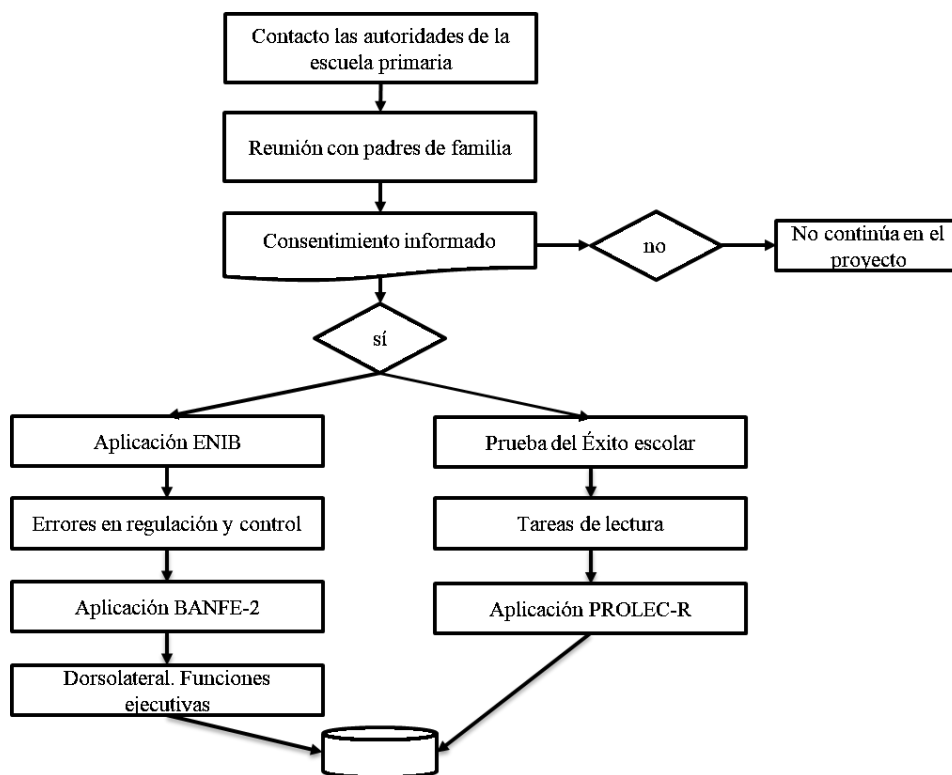 Contacto las autoridades de la
escuela primaria
Reunión con padres de familia
Consentimiento informado
no
No continúa en el
proyecto
sí
Aplicación ENIB
Prueba del Éxito escolar
Errores en regulación y control
Tareas de lectura
Aplicación BANFE-2
Aplicación PROLEC-R
Dorsolateral. Funciones
ejecutivas